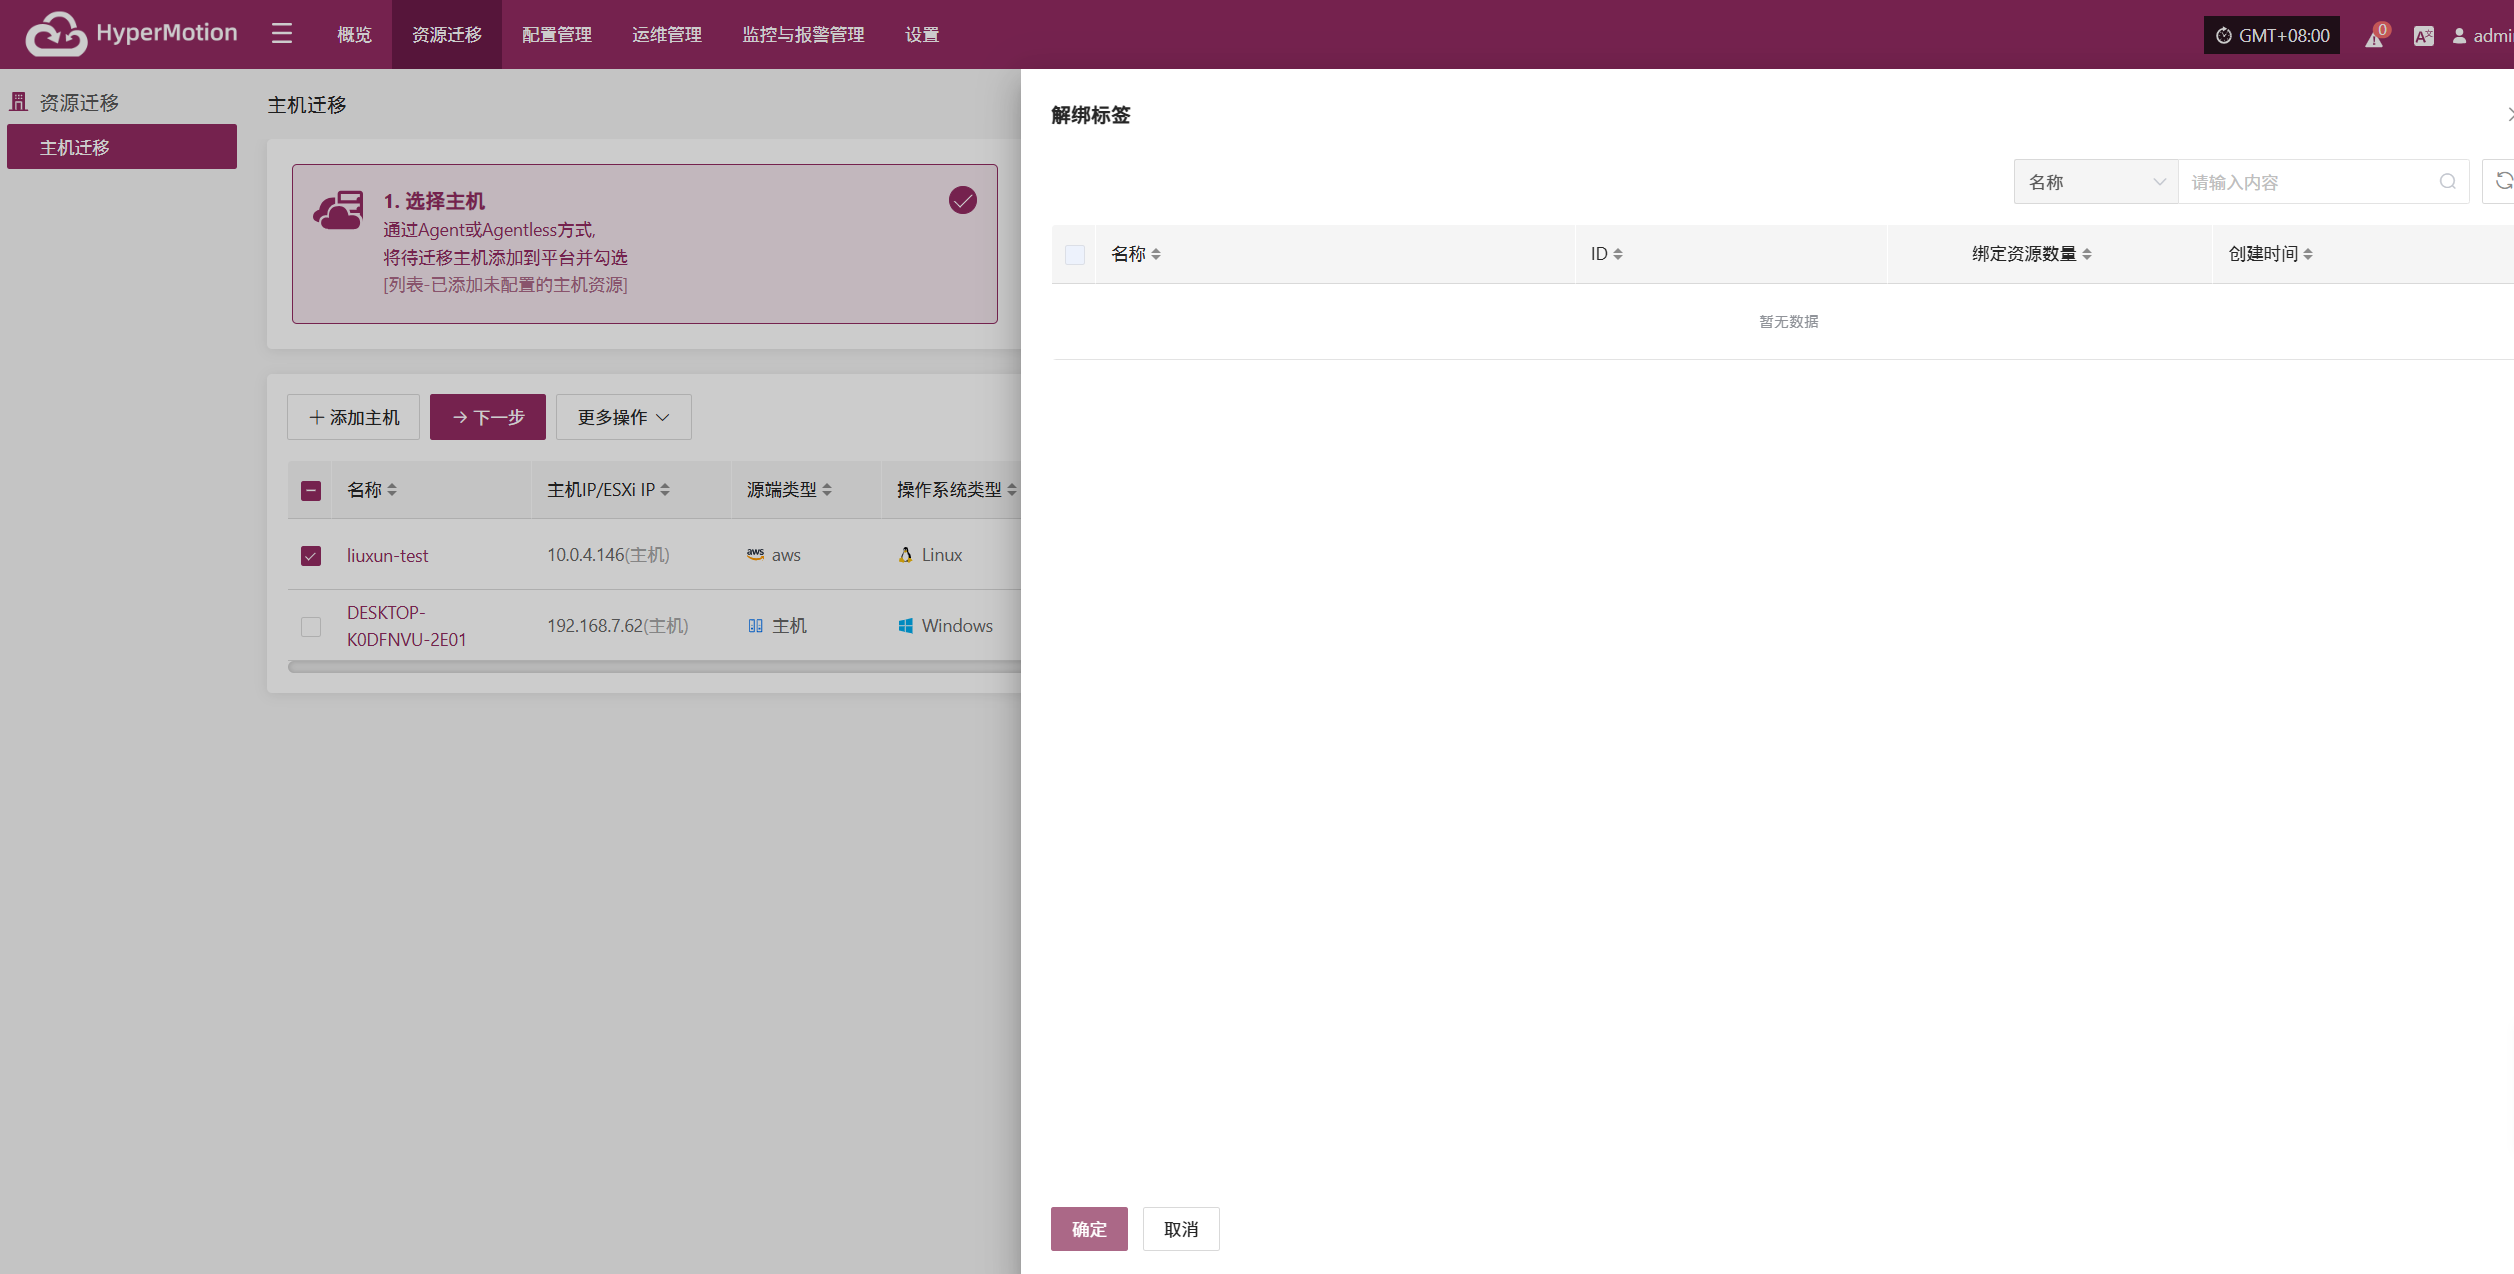 HyperMotion
概览
资源迁移
配置管理
运维管理
监控与报警管理
设置
GMT+08:00
0
admi
资源迁移
主机迁移
主机迁移
1. 选择主机
通过Agent或Agentless方式,
将待迁移主机添加到平台并勾选
[列表-已添加未配置的主机资源]
添加主机
下一步
更多操作
名称 主机IP/ESXi IP 源端类型 操作系统类型
liuxun-test 10.0.4.146(主机) aws aws Linux
DESKTOP-
K0DFNVU-2E01 192.168.7.62(主机) 主机 Windows
解绑标签
名称 请输入内容
名称 ID 绑定资源数量 创建时间
暂无数据
确定 取消